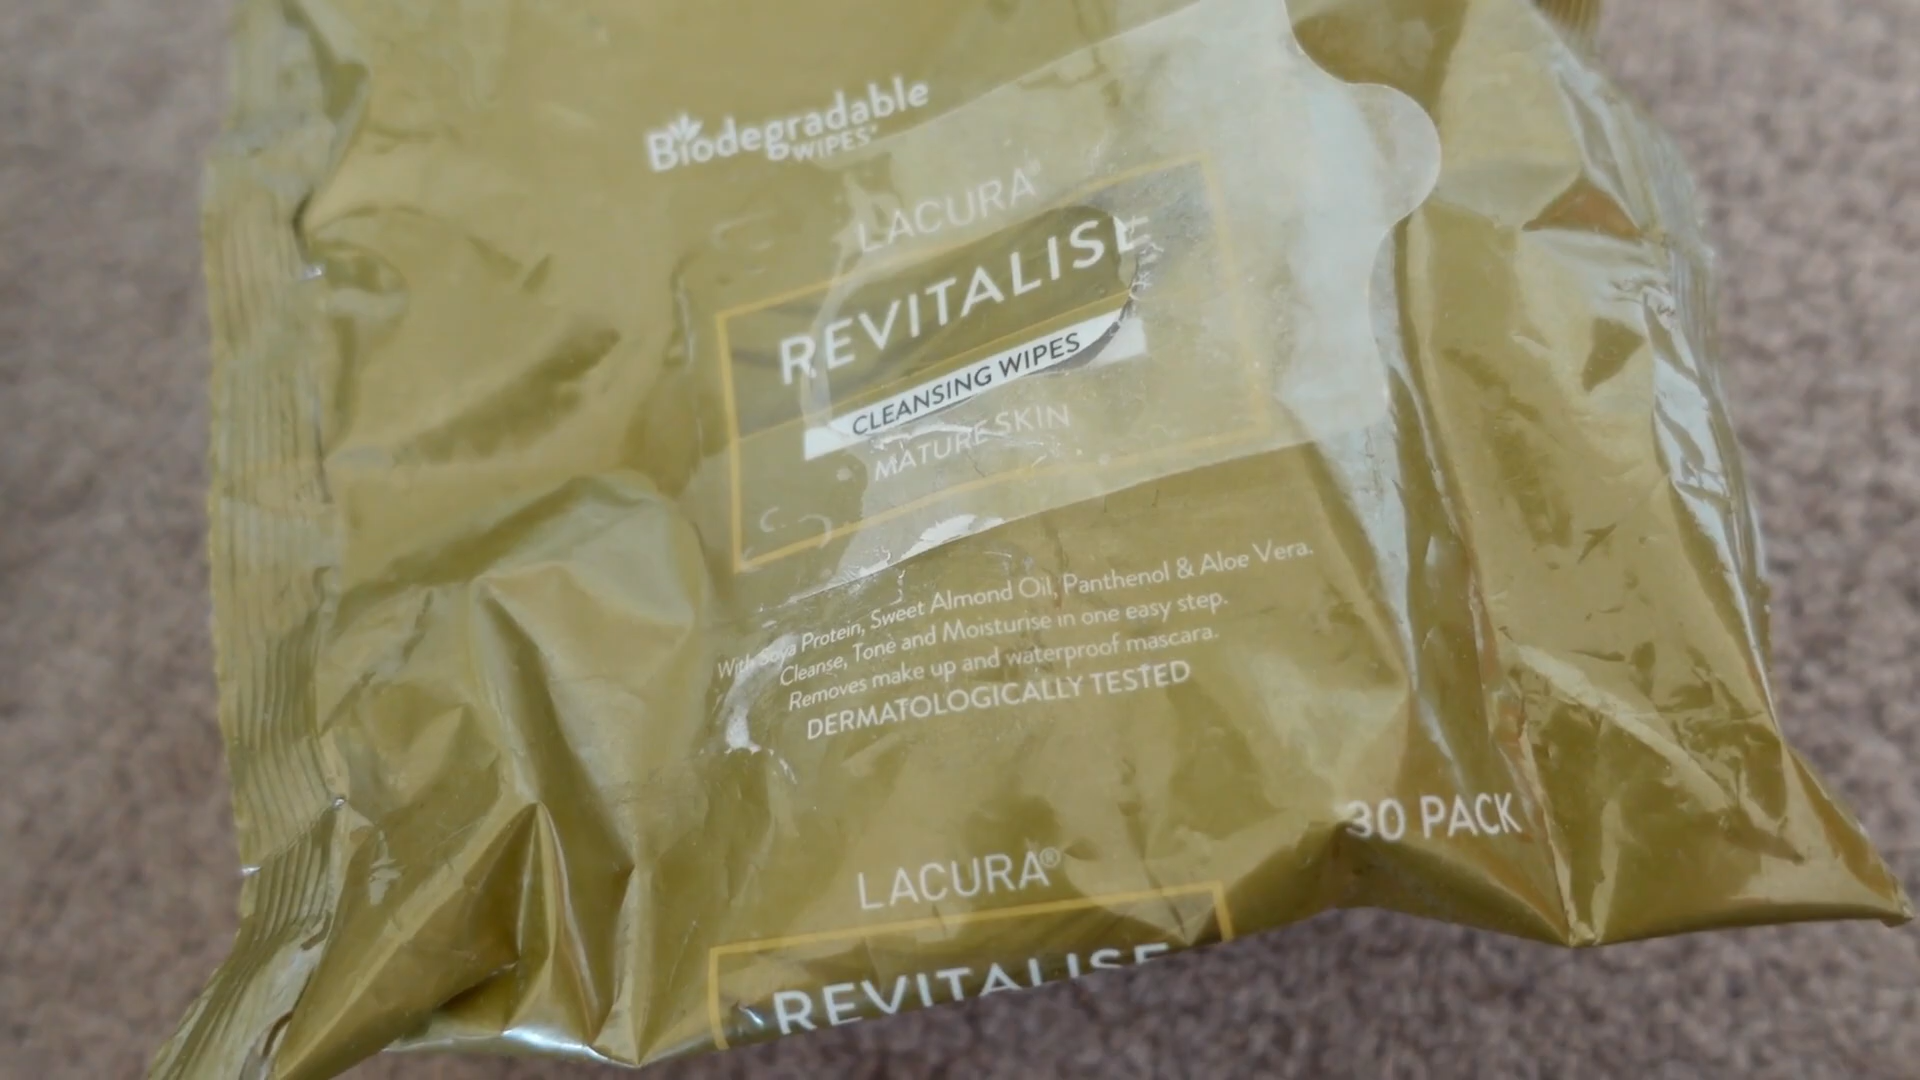 Biodegradable
WIPES*
LACURA®
REVITALISE
CLEANSING WIPES
MATURE SKIN
With Soya Protein, Sweet Almond Oil, Panthenol & Aloe Vera.
Cleanse, Tone and Moisturise in one easy step.
Removes make up and waterproof mascara.
DERMATOLOGICALLY TESTED
30 PACK
LACURA®
REVITALISE